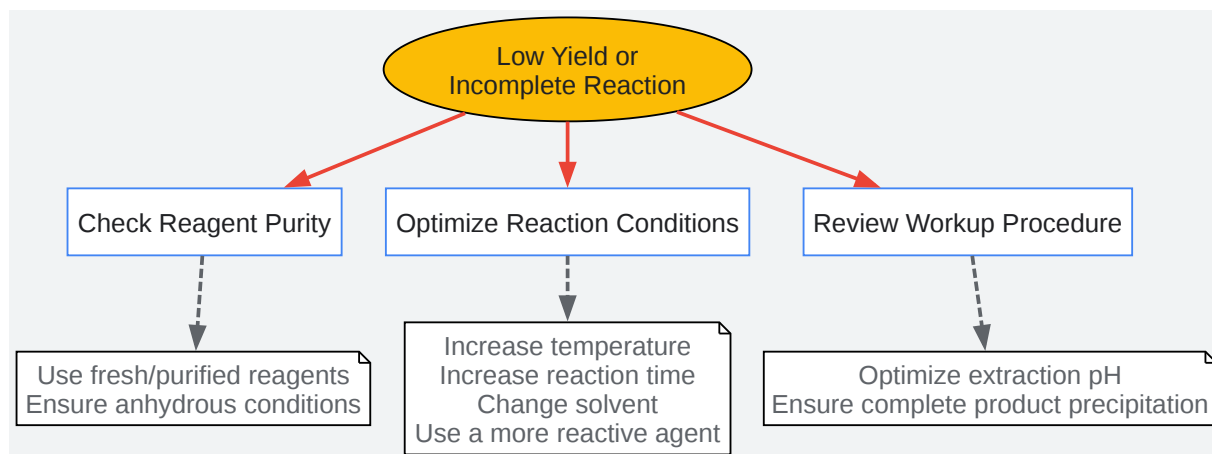 Low Yield or
Incomplete Reaction
Check Reagent Purity
Optimize Reaction Conditions
Review Workup Procedure
Use fresh/purified reagents
Ensure anhydrous conditions
Increase temperature
Increase reaction time
Change solvent
Use a more reactive agent
Optimize extraction pH
Ensure complete product precipitation